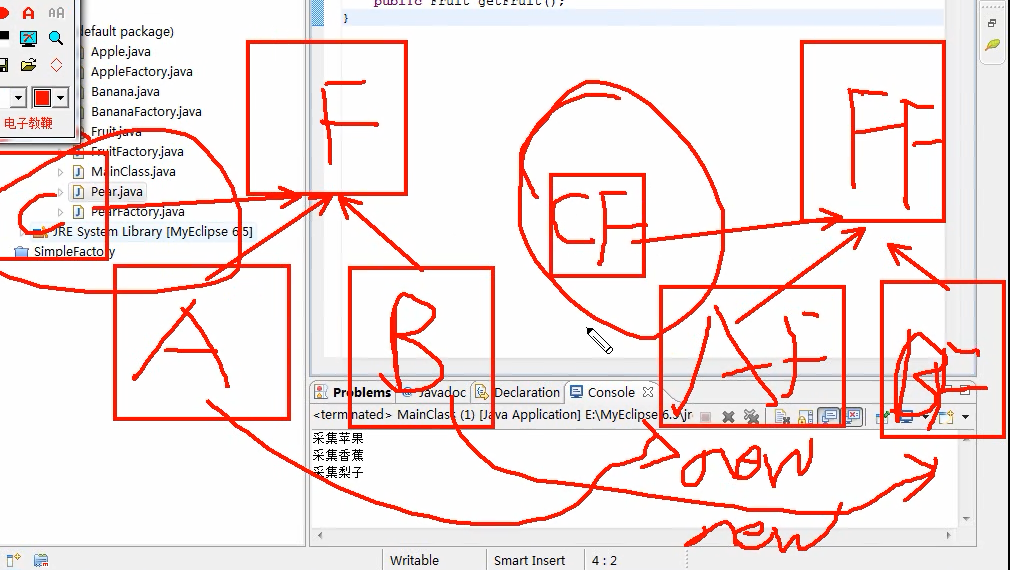 public Fruit getFruit();
}
A AA
电子教鞭
default package)
Apple.java
AppleFactory.java
Banana.java
BananaFactory.java
Fruit.java
FruitFactory.java
MainClass.java
Pear.java
PearFactory.java
JRE System Library [MyEclipse 6.5]
SimpleFactory
F
FF
C
CF
A
B
AF
BF
Problems @ Javadoc Declaration Console
<terminated> MainClass (1) [Java Application] E:\MyEclipse 6.5\jr
采集苹果
采集香蕉
采集梨子
new
new
Writable Smart Insert 4 : 2